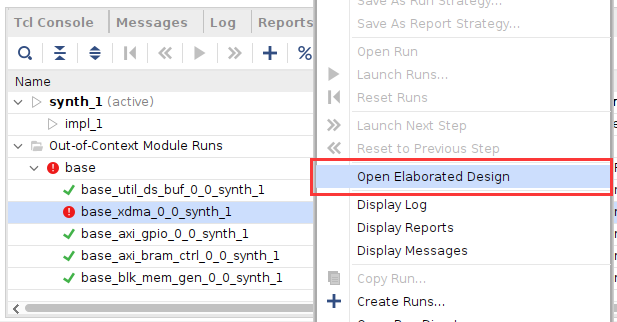 Tcl Console Messages Log Reports
Name
synth_1 (active)
impl_1
Out-of-Context Module Runs
base
base_util_ds_buf_0_0_synth_1
base_xdma_0_0_synth_1
base_axi_gpio_0_0_synth_1
base_axi_bram_ctrl_0_0_synth_1
base_blk_mem_gen_0_0_synth_1
Save As Run Strategy...
Save As Report Strategy...
Open Run
Launch Runs...
Reset Runs
Launch Next Step
Reset to Previous Step
Open Elaborated Design
Display Log
Display Reports
Display Messages
Copy Run...
Create Runs...